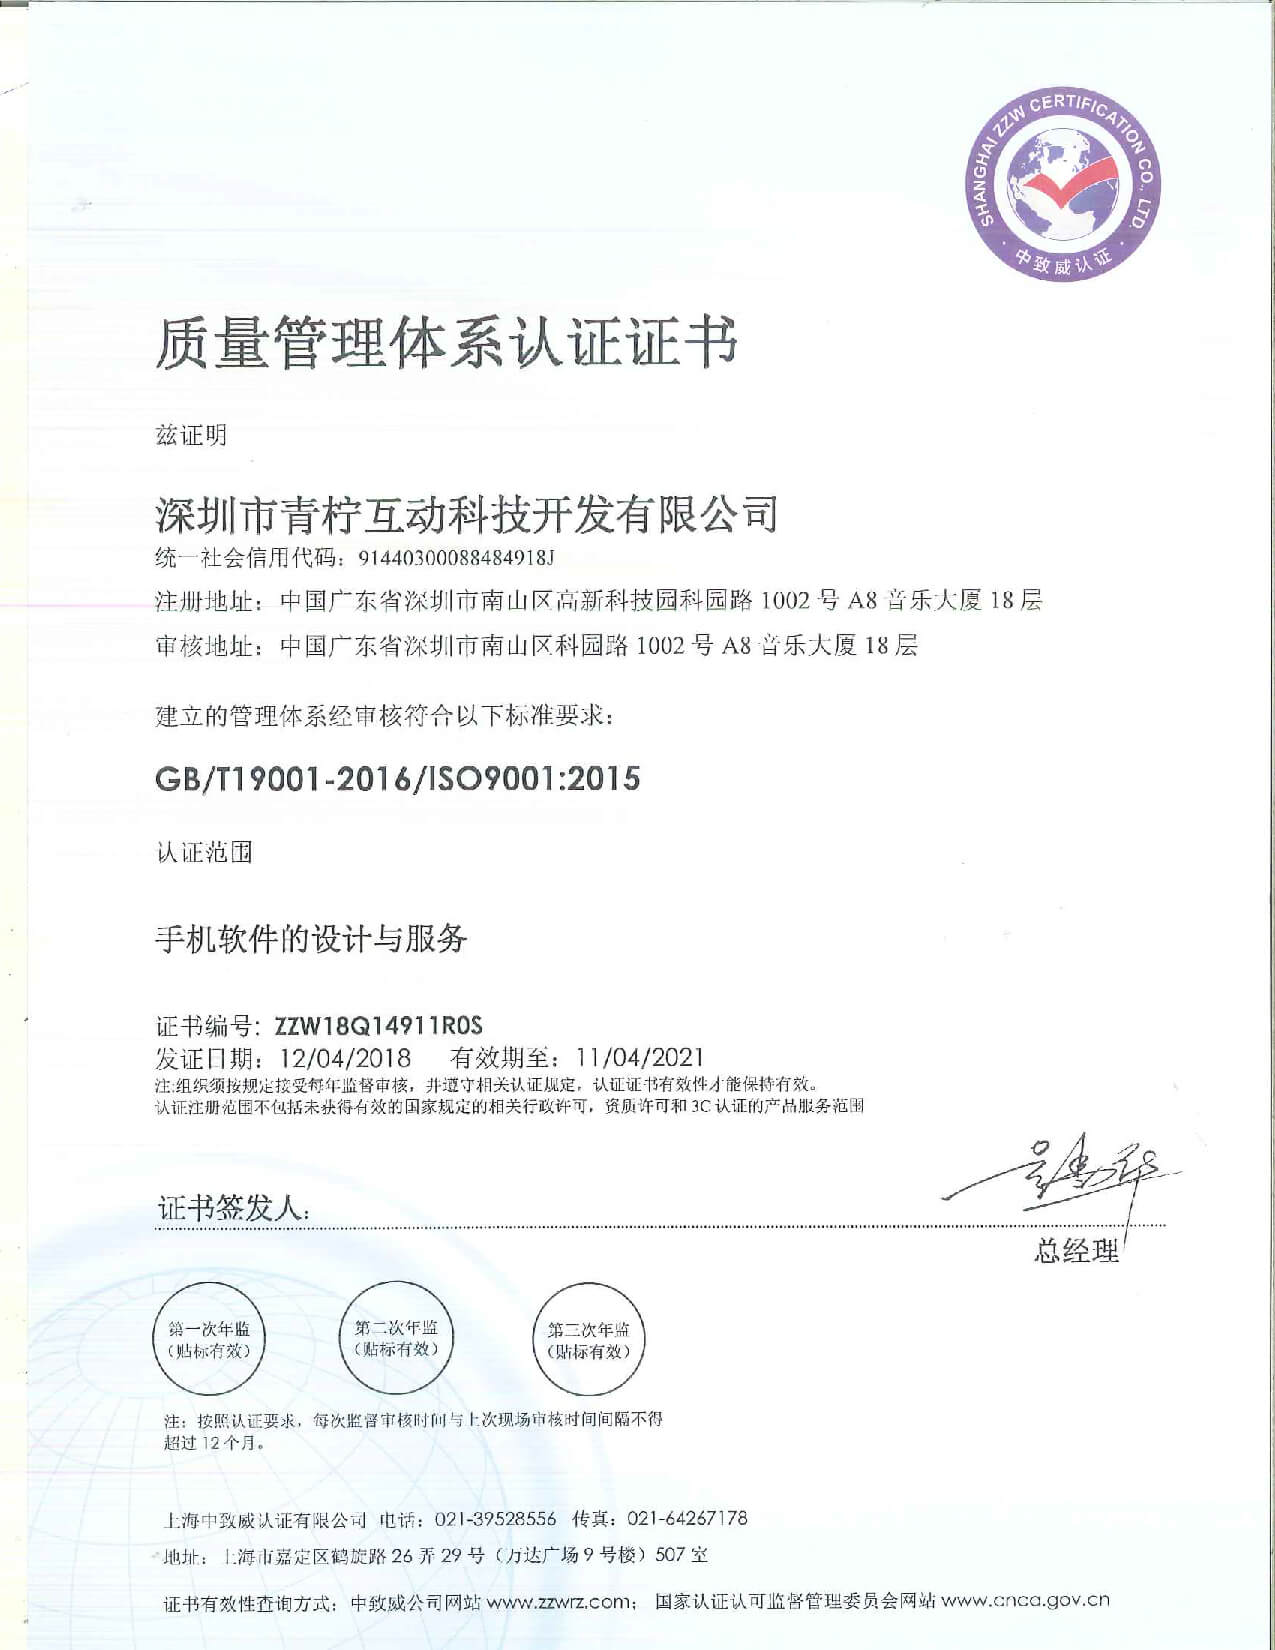 SHANGHAI ZZW CERTIFICATION CO., LTD.
中致威认证
质量管理体系认证证书
兹证明
深圳市青柠互动科技开发有限公司
统一社会信用代码：91440300088484918J
注册地址：中国广东省深圳市南山区高新科技园科园路 1002 号 A8 音乐大厦 18 层
审核地址：中国广东省深圳市南山区科园路 1002 号 A8 音乐大厦 18 层
建立的管理体系经审核符合以下标准要求：
GB/T19001-2016/ISO9001:2015
认证范围
手机软件的设计与服务
证书编号: ZZW18Q14911R0S
发证日期：12/04/2018 有效期至：11/04/2021
注:组织须按规定接受每年监督审核，并遵守相关认证规定，认证证书有效性才能保持有效。
认证注册范围不包括未获得有效的国家规定的相关行政许可，资质许可和 3C 认证的产品服务范围
证书签发人:
总经理
第一次年监
（贴标有效）
第二次年监
（贴标有效）
第三次年监
（贴标有效）
注：按照认证要求，每次监督审核时间与上次现场审核时间间隔不得
超过 12 个月。
上海中致威认证有限公司 电话：021-39528556 传真：021-64267178
地址：上海市嘉定区鹤旋路 26 弄 29 号（万达广场 9 号楼）507 室
证书有效性查询方式：中致威公司网站 www.zzwrz.com； 国家认证认可监督管理委员会网站 www.cnca.gov.cn